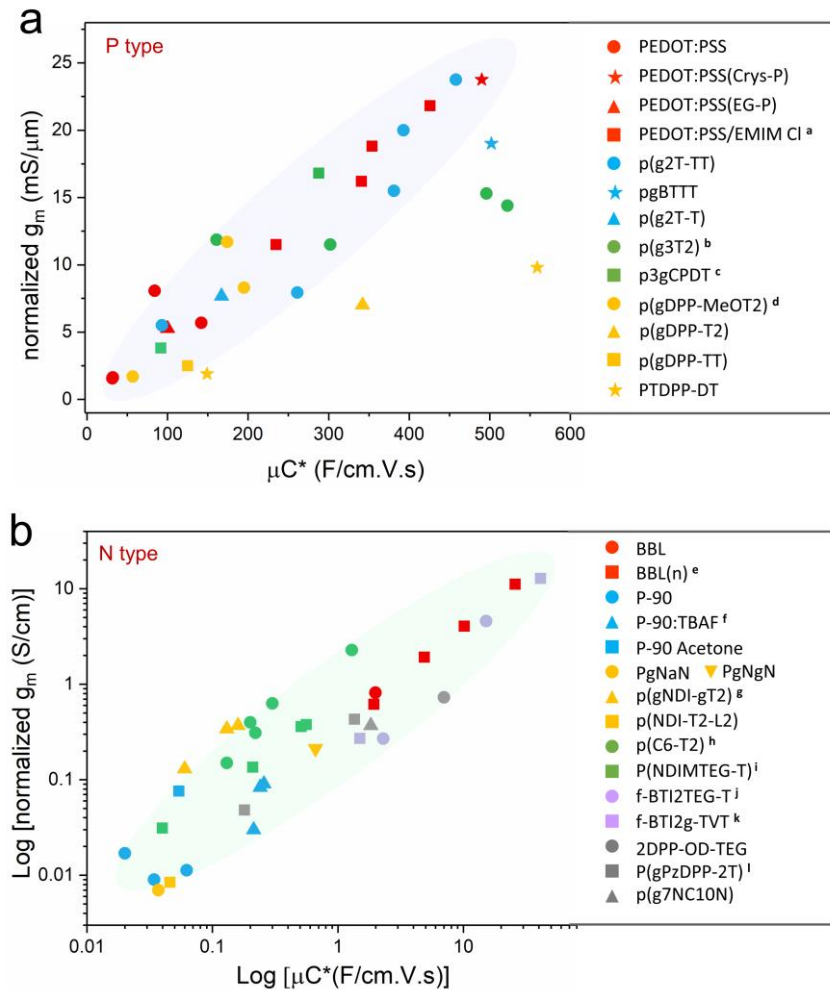 a
P type
normalized gₘ (mS/μm)
25
20
15
10
5
0
0 100 200 300 400 500 600
μC* (F/cm.V.s)
PEDOT:PSS
PEDOT:PSS(Crys-P)
PEDOT:PSS(EG-P)
PEDOT:PSS/EMIM Cl ᵃ
p(g2T-TT)
pgBTTT
p(g2T-T)
p(g3T2) ᵇ
p3gCPDT ᶜ
p(gDPP-MeOT2) ᵈ
p(gDPP-T2)
p(gDPP-TT)
PTDPP-DT
b
N type
Log [normalized gₘ (S/cm)]
10
1
0.1
0.01
0.01 0.1 1 10
Log [μC*(F/cm.V.s)]
BBL
BBL(n) ᵉ
P-90
P-90:TBAF ᶠ
P-90 Acetone
PgNaN PgNgN
p(gNDI-gT2) ᵍ
p(NDI-T2-L2)
p(C6-T2) ʰ
P(NDIMTEG-T) ⁱ
f-BTI2TEG-T ʲ
f-BTI2g-TVT ᵏ
2DPP-OD-TEG
P(gPzDPP-2T) ˡ
p(g7NC10N)